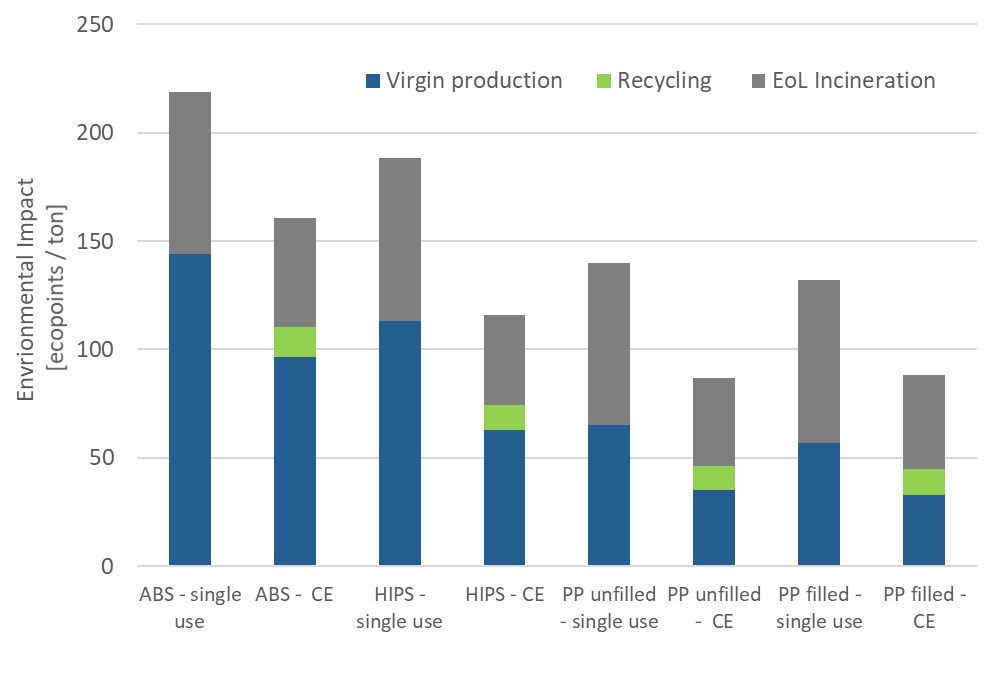 250
Virgin production Recycling EoL Incineration
200
150
100
50
0
Envrionmental Impact
[ecopoints / ton]
ABS - single
use
ABS - CE
HIPS -
single use
HIPS - CE
PP unfilled
- single use
PP unfilled
- CE
PP filled -
single use
PP filled -
CE